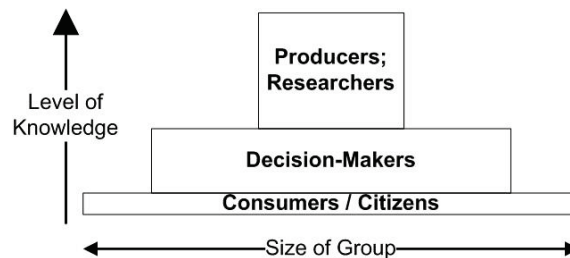 Producers;
Researchers
Level of
Knowledge
Decision-Makers
Consumers / Citizens
Size of Group